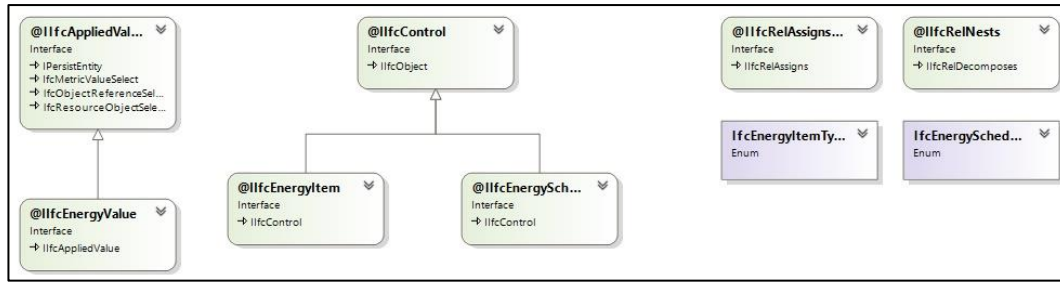 @IIfcAppliedVal...
Interface
IPersistEntity
IfcMetricValueSelect
IfcObjectReferenceSel...
IfcResourceObjectSele...
@IIfcControl
Interface
IIfcObject
@IIfcRelAssigns...
Interface
IIfcRelAssigns
@IIfcRelNests
Interface
IIfcRelDecomposes
IfcEnergyItemTy...
Enum
IfcEnergySched...
Enum
@IIfcEnergyValue
Interface
IIfcAppliedValue
@IIfcEnergyItem
Interface
IIfcControl
@IIfcEnergySch...
Interface
IIfcControl